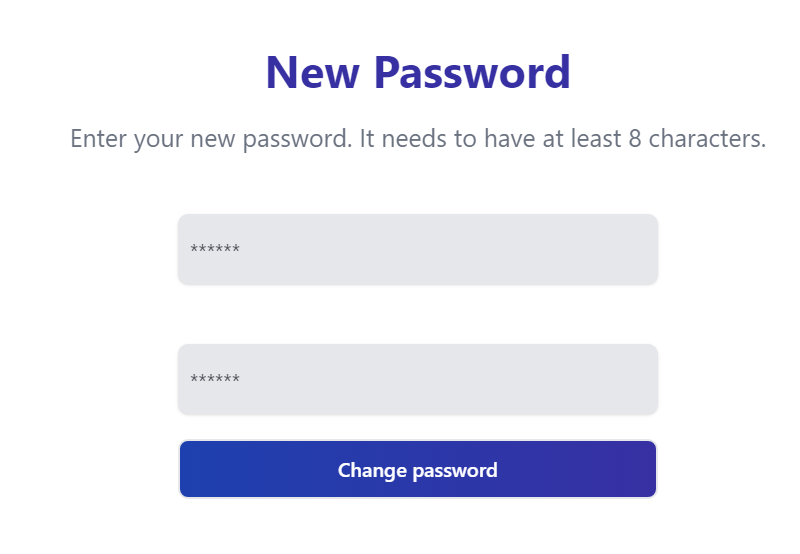 New Password
Enter your new password. It needs to have at least 8 characters.
******
******
Change password